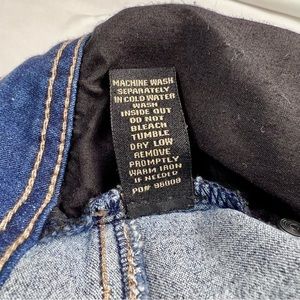 MACHINE WASH
SEPARATELY
IN COLD WATER
WASH
INSIDE OUT
DO NOT
BLEACH
TUMBLE
DRY LOW
REMOVE
PROMPTLY
WARM IRON
IF NEEDED
PO# 96009